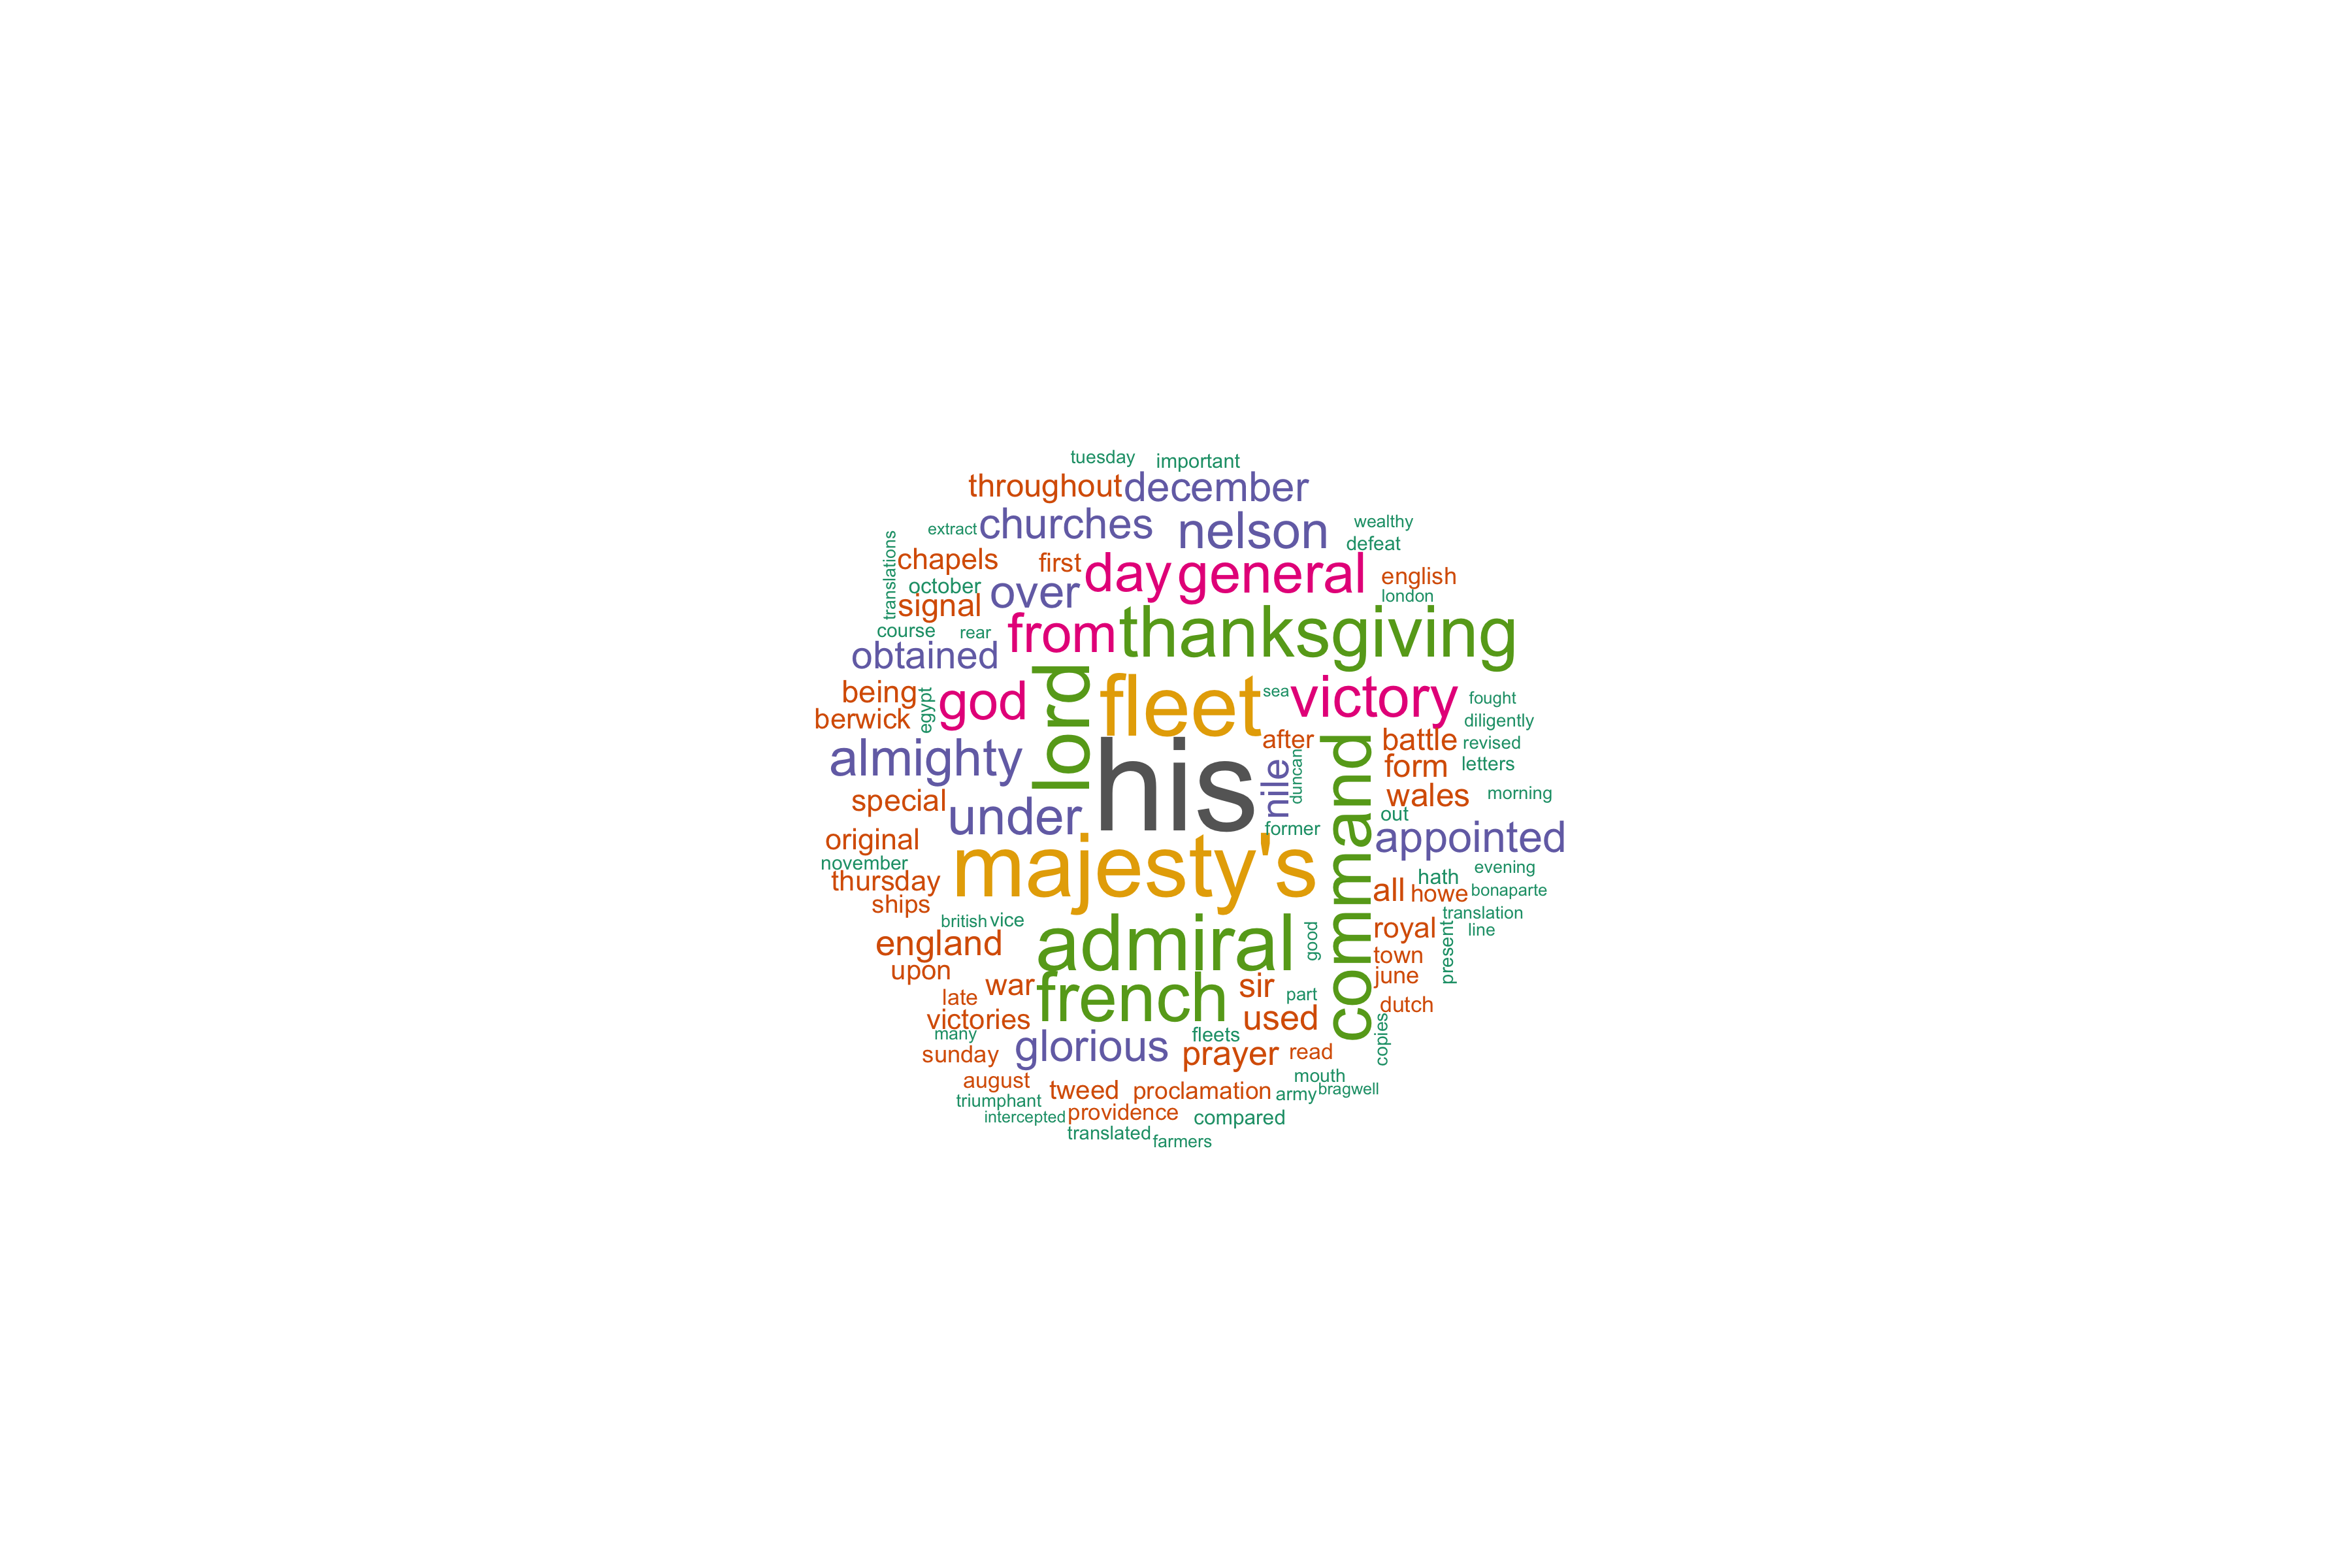 tuesday important
throughout december
extract churches nelson wealthy
defeat
translations chapels first day general english
october over london
signal
course rear from thanksgiving
obtained
being egypt god lord fleet sea victory fought
berwick diligently
almighty his after battle revised
nile duncan command form letters
special under wales morning
out
original former appointed
november majesty's evening
thursday all hath
ships howe bonaparte
british vice translation
england admiral good royal present line
upon town
late war french sir part june
victories used dutch
many fleets copies
sunday glorious prayer read
august tweed proclamation mouth
triumphant army bragwell
intercepted providence compared
translated farmers